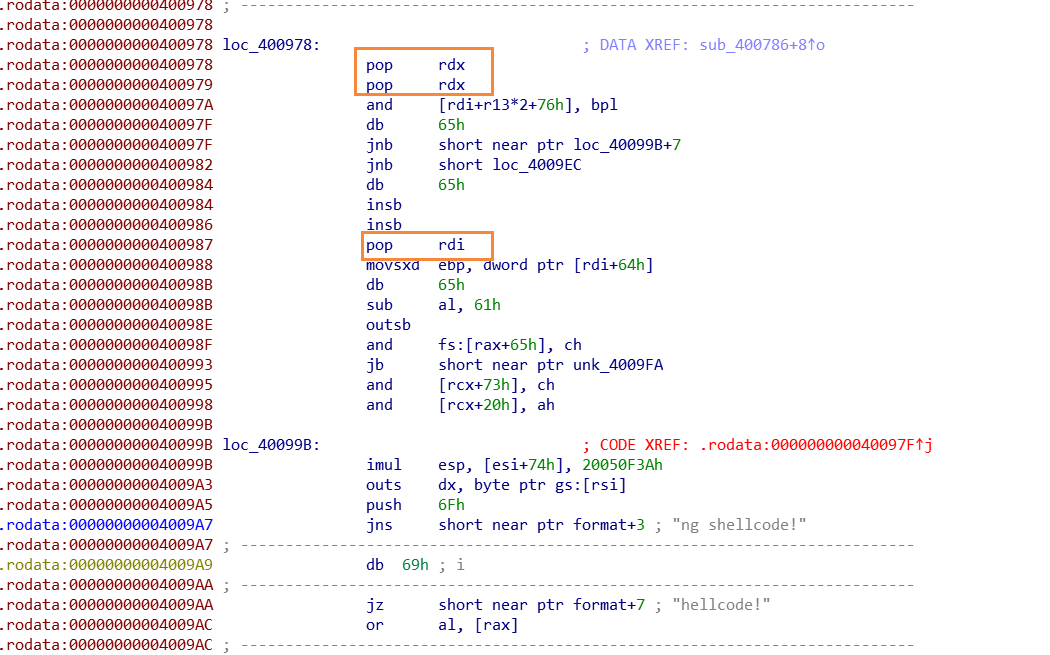 .rodata:0000000000400978 ; ---------------------------------------------------------------------------
.rodata:0000000000400978
.rodata:0000000000400978 loc_400978: ; DATA XREF: sub_400786+8↑o
.rodata:0000000000400978 pop rdx
.rodata:0000000000400979 pop rdx
.rodata:000000000040097A and [rdi+r13*2+76h], bpl
.rodata:000000000040097F db 65h
.rodata:000000000040097F jnb short near ptr loc_40099B+7
.rodata:0000000000400982 jnb short loc_4009EC
.rodata:0000000000400984 db 65h
.rodata:0000000000400984 insb
.rodata:0000000000400986 insb
.rodata:0000000000400987 pop rdi
.rodata:0000000000400988 movsxd ebp, dword ptr [rdi+64h]
.rodata:000000000040098B db 65h
.rodata:000000000040098B sub al, 61h
.rodata:000000000040098E outsb
.rodata:000000000040098F and fs:[rax+65h], ch
.rodata:0000000000400993 jb short near ptr unk_4009FA
.rodata:0000000000400995 and [rcx+73h], ch
.rodata:0000000000400998 and [rcx+20h], ah
.rodata:000000000040099B
.rodata:000000000040099B loc_40099B: ; CODE XREF: .rodata:000000000040097F↑j
.rodata:000000000040099B imul esp, [esi+74h], 20050F3Ah
.rodata:00000000004009A3 outs dx, byte ptr gs:[rsi]
.rodata:00000000004009A5 push 6Fh
.rodata:00000000004009A7 jns short near ptr format+3 ; "ng shellcode!"
.rodata:00000000004009A7 ; ---------------------------------------------------------------------------
.rodata:00000000004009A9 db 69h ; i
.rodata:00000000004009AA ; ---------------------------------------------------------------------------
.rodata:00000000004009AA jz short near ptr format+7 ; "hellcode!"
.rodata:00000000004009AC or al, [rax]
.rodata:00000000004009AC ; ---------------------------------------------------------------------------